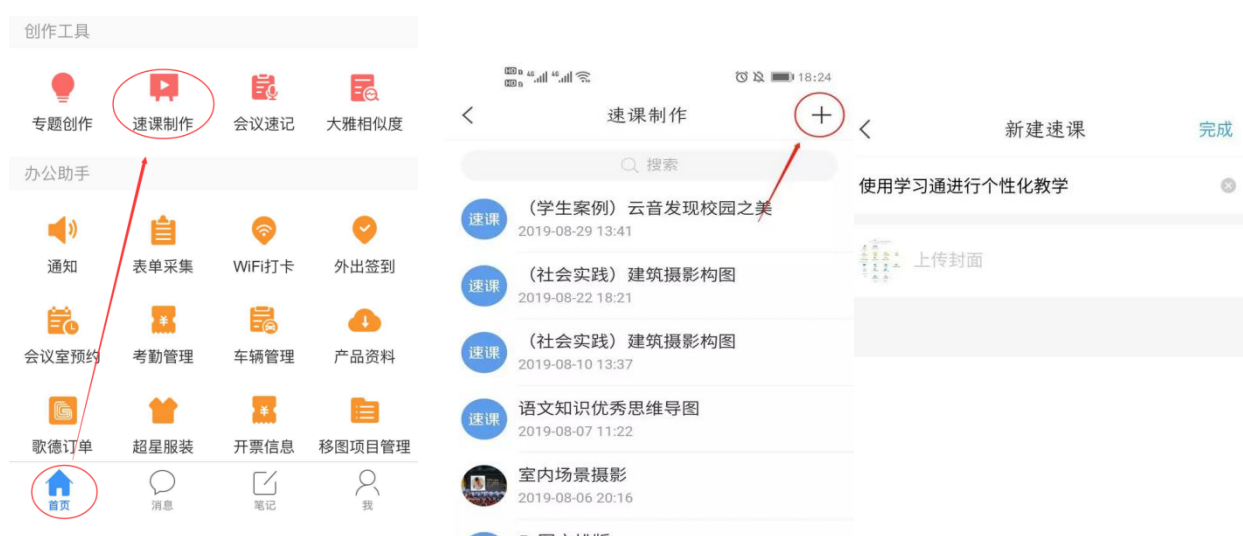 创作工具
专题创作 速课制作 会议速记 大雅相似度
办公助手
通知 表单采集 WiFi打卡 外出签到
会议室预约 考勤管理 车辆管理 产品资料
歌德订单 超星服装 开票信息 移图项目管理
首页 消息 笔记 我
18:24
速课制作
搜索
速课 （学生案例）云音发现校园之美
2019-08-29 13:41
速课 （社会实践）建筑摄影构图
2019-08-22 18:21
速课 （社会实践）建筑摄影构图
2019-08-10 13:37
速课 语文知识优秀思维导图
2019-08-07 11:22
室内场景摄影
2019-08-06 20:16
新建速课 完成
使用学习通进行个性化教学
上传封面